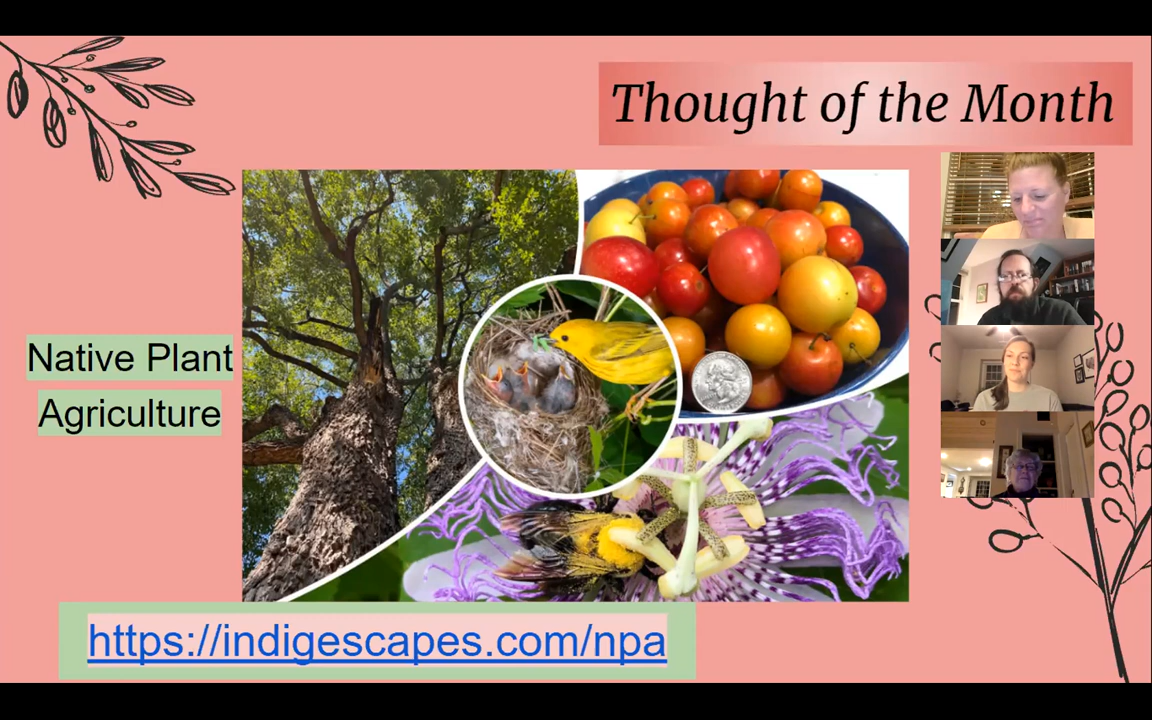 Thought of the Month
Native Plant
Agriculture
https://indigescapes.com/npa